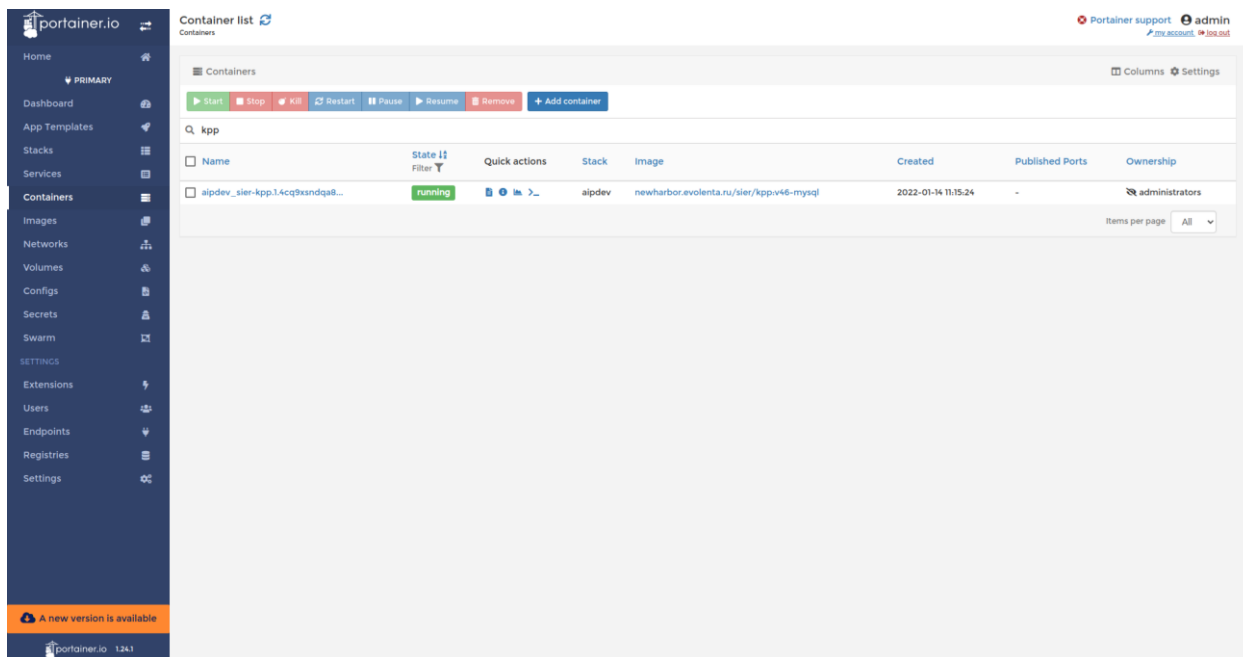 portainer.io
Home
PRIMARY
Dashboard
App Templates
Stacks
Services
Containers
Images
Networks
Volumes
Configs
Secrets
Swarm
SETTINGS
Extensions
Users
Endpoints
Registries
Settings
A new version is available
portainer.io 1.24.1
Container list
Containers
Portainer support admin
my account log out
Containers
Columns Settings
Start Stop Kill Restart Pause Resume Remove + Add container
kpp
Name State Filter Quick actions Stack Image Created Published Ports Ownership
aipdev_sier-kpp.1.4cq9xsndqa8... running >_ aipdev newharbor.evolenta.ru/sier/kpp:v46-mysql 2022-01-14 11:15:24 - administrators
Items per page All